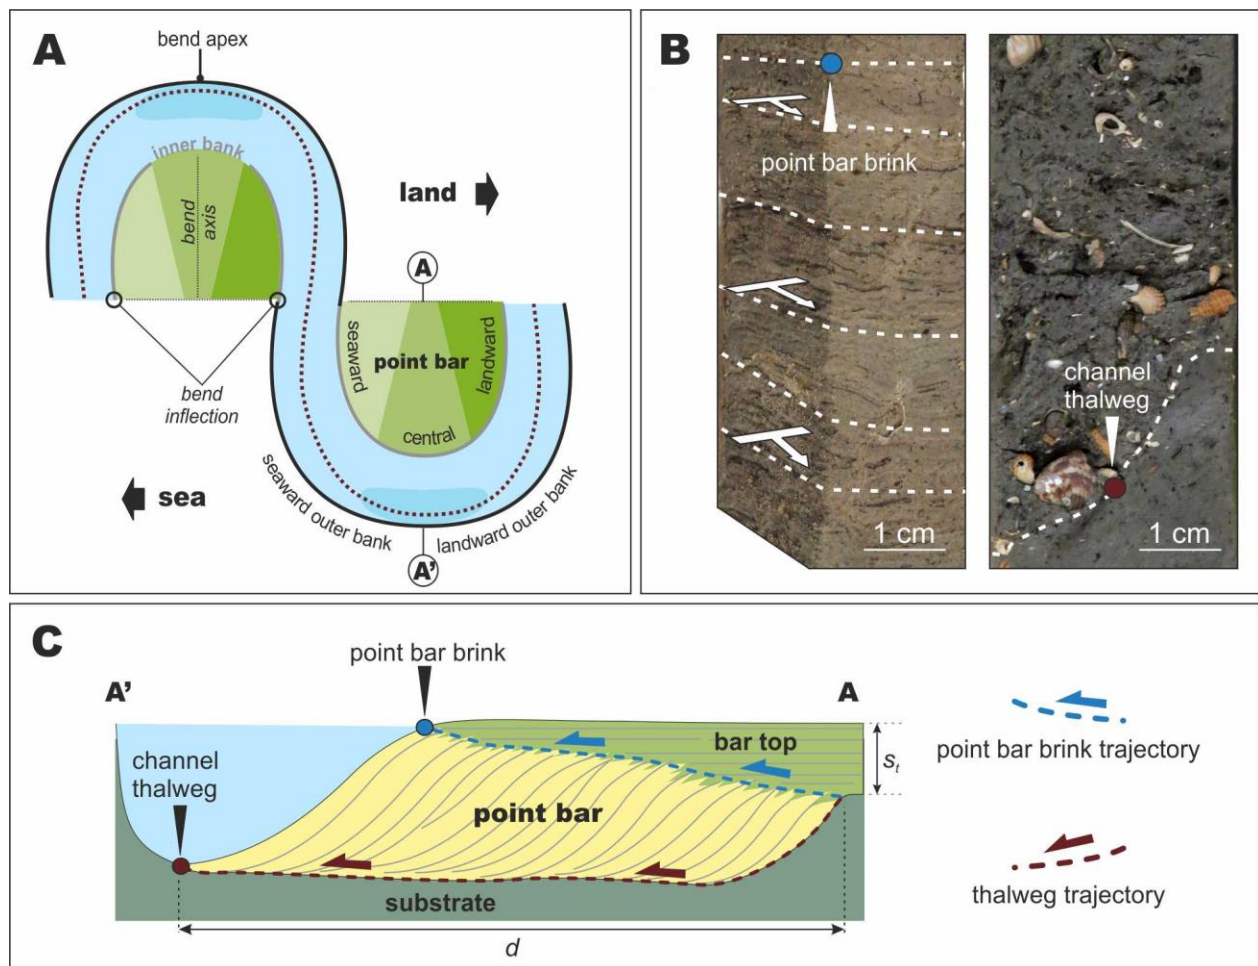 A
bend apex
inner bank
bend
axis
land
A
seaward
point bar
landward
central
bend
inflection
sea
seaward outer bank
landward outer bank
A'
B
point bar brink
1 cm
channel
thalweg
1 cm
C
point bar brink
A'
A
channel
thalweg
bar top
st
point bar
substrate
d
point bar brink trajectory
thalweg trajectory